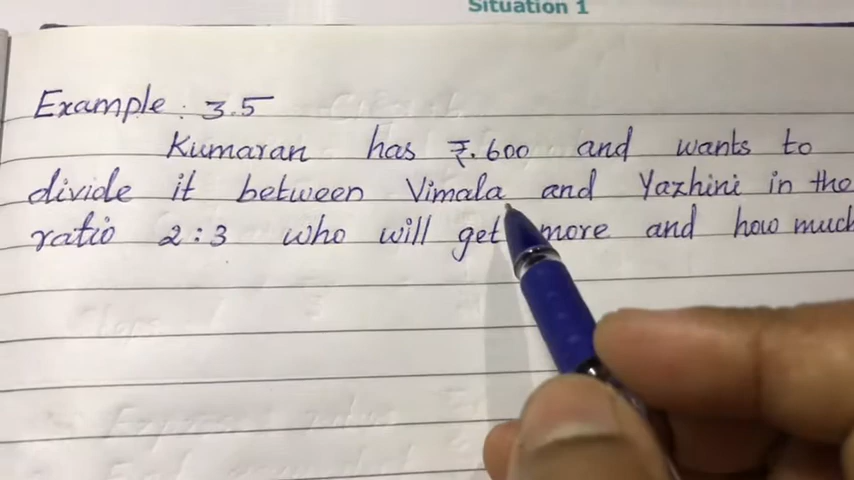 Situation 1
Example : 3.5
Kumaran has ₹.600 and wants to
divide it between Vimala and Yazhini in the
ratio 2:3 who will get more and how much